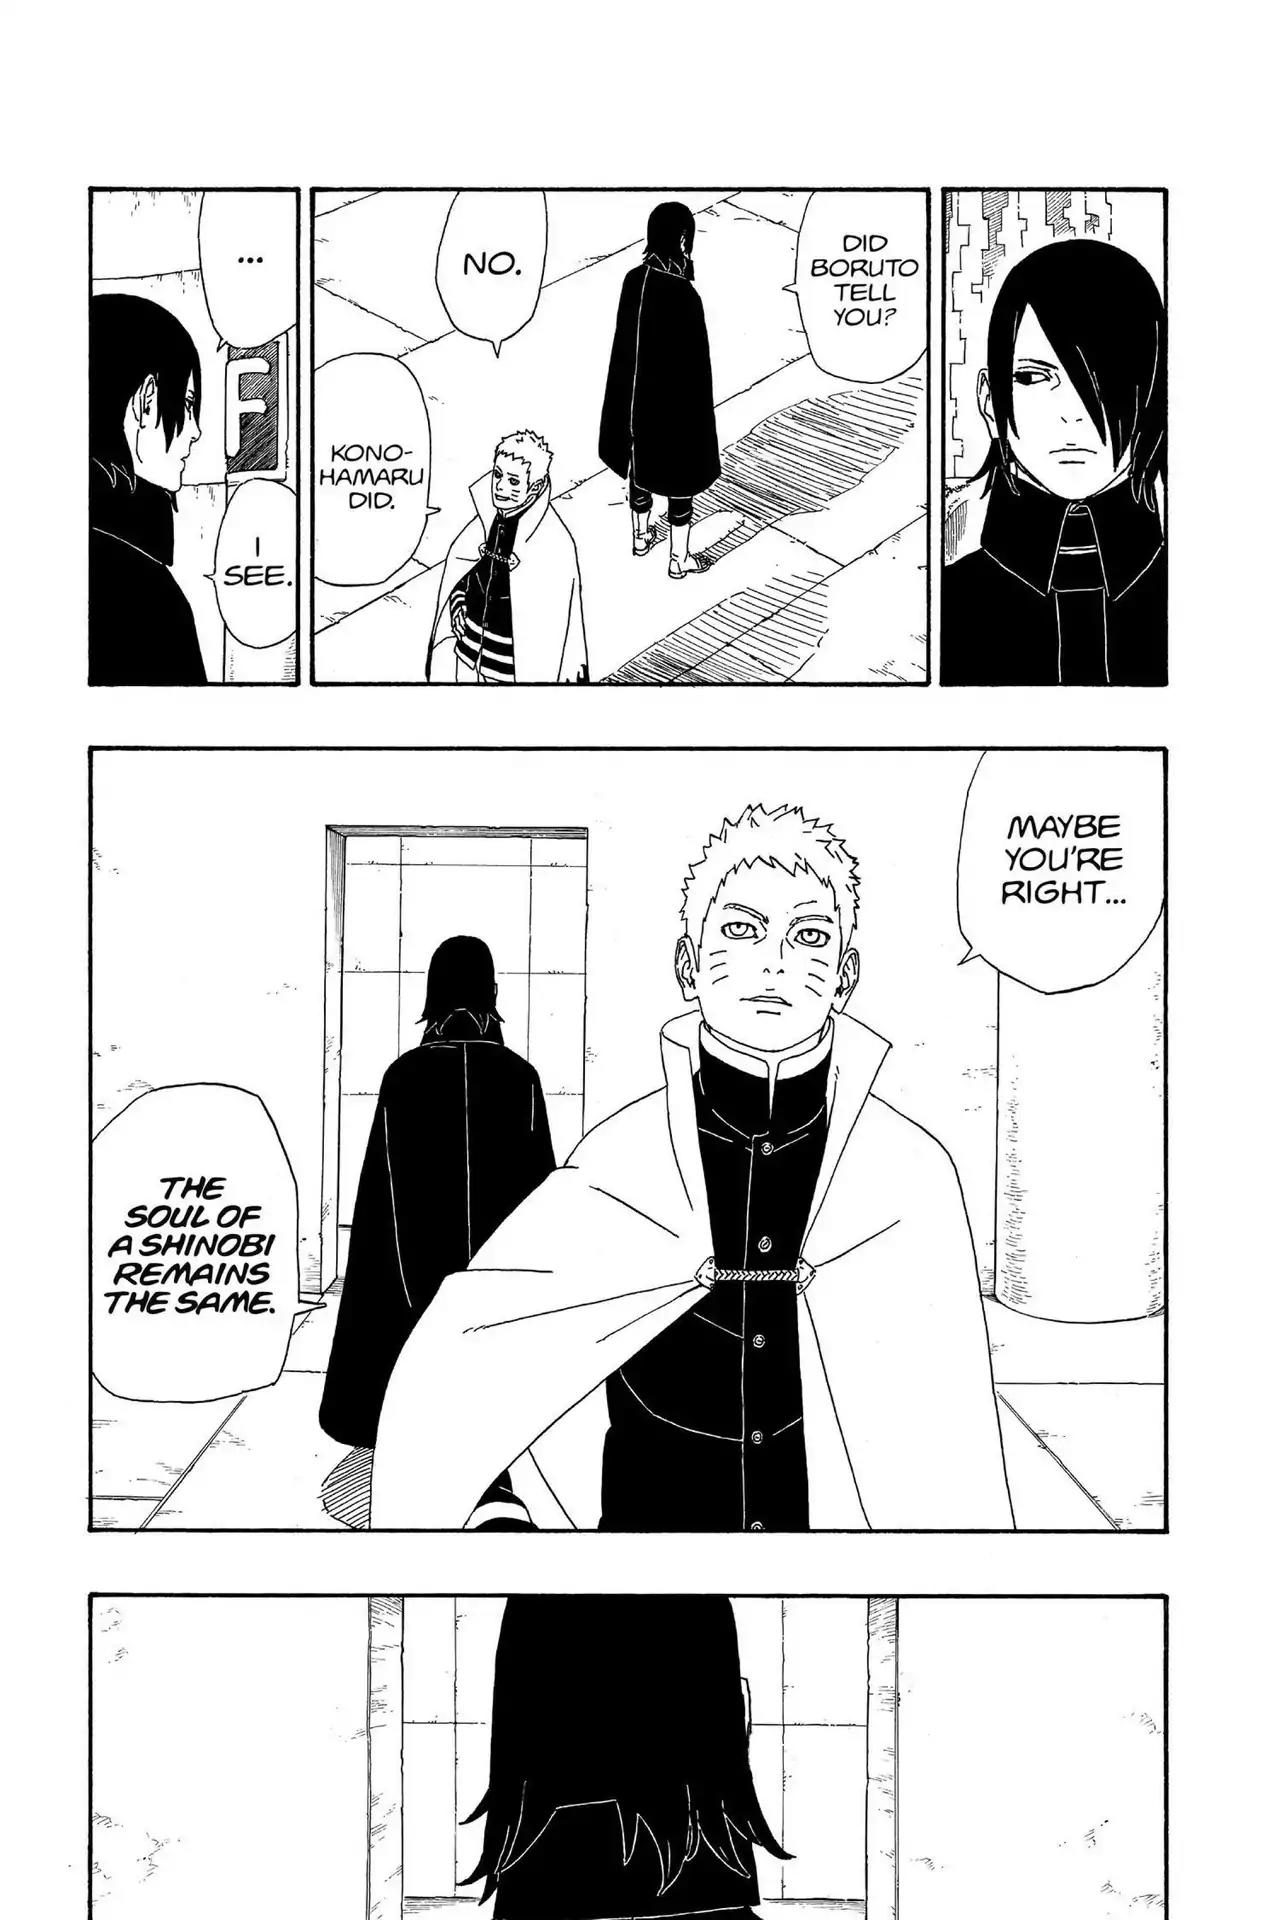 DID
BORUTO
TELL
YOU?
NO.
KONO-
HAMARU
DID.
...
F
I
SEE.
MAYBE
YOU'RE
RIGHT...
THE
SOUL OF
A SHINOBI
REMAINS
THE SAME.